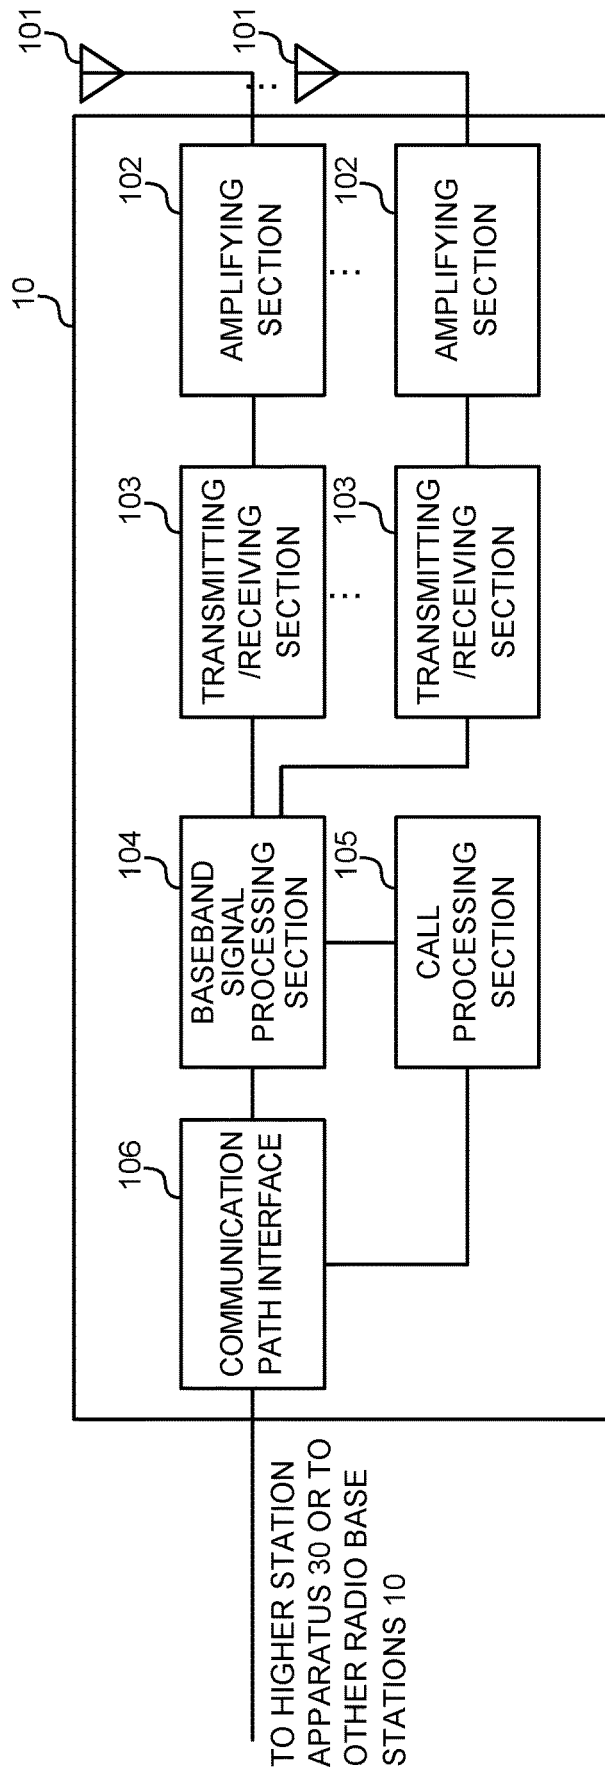 10
101
101
102
AMPLIFYING
SECTION
102
AMPLIFYING
SECTION
103
TRANSMITTING
/RECEIVING
SECTION
103
TRANSMITTING
/RECEIVING
SECTION
104
BASEBAND
SIGNAL
PROCESSING
SECTION
105
CALL
PROCESSING
SECTION
106
COMMUNICATION
PATH INTERFACE
TO HIGHER STATION
APPARATUS 30 OR TO
OTHER RADIO BASE
STATIONS 10